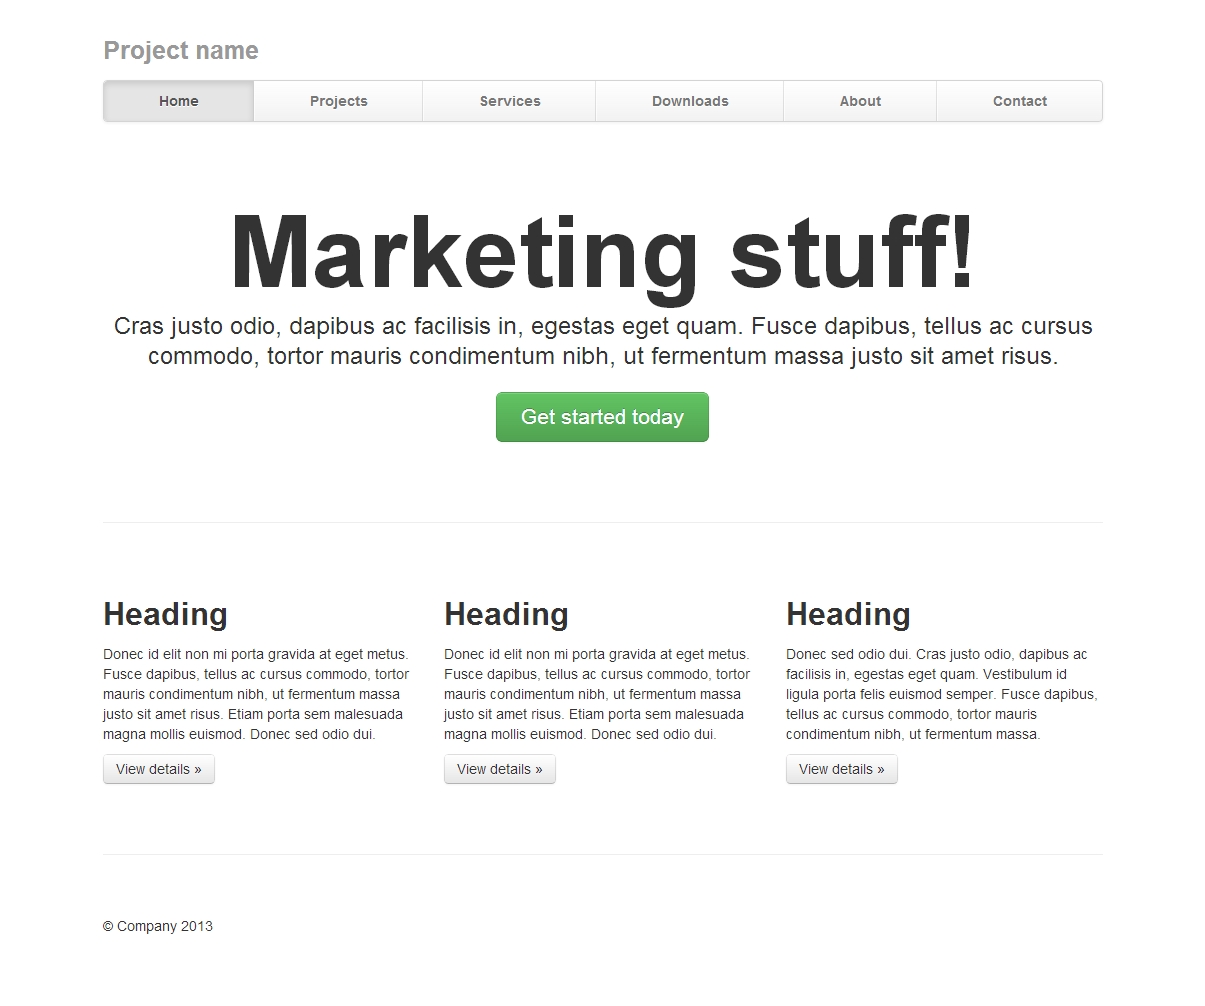 Project name
Home Projects Services Downloads About Contact
Marketing stuff!
Cras justo odio, dapibus ac facilisis in, egestas eget quam. Fusce dapibus, tellus ac cursus
commodo, tortor mauris condimentum nibh, ut fermentum massa justo sit amet risus.
Get started today
Heading
Donec id elit non mi porta gravida at eget metus.
Fusce dapibus, tellus ac cursus commodo, tortor
mauris condimentum nibh, ut fermentum massa
justo sit amet risus. Etiam porta sem malesuada
magna mollis euismod. Donec sed odio dui.
View details »
Heading
Donec id elit non mi porta gravida at eget metus.
Fusce dapibus, tellus ac cursus commodo, tortor
mauris condimentum nibh, ut fermentum massa
justo sit amet risus. Etiam porta sem malesuada
magna mollis euismod. Donec sed odio dui.
View details »
Heading
Donec sed odio dui. Cras justo odio, dapibus ac
facilisis in, egestas eget quam. Vestibulum id
ligula porta felis euismod semper. Fusce dapibus,
tellus ac cursus commodo, tortor mauris
condimentum nibh, ut fermentum massa.
View details »
© Company 2013